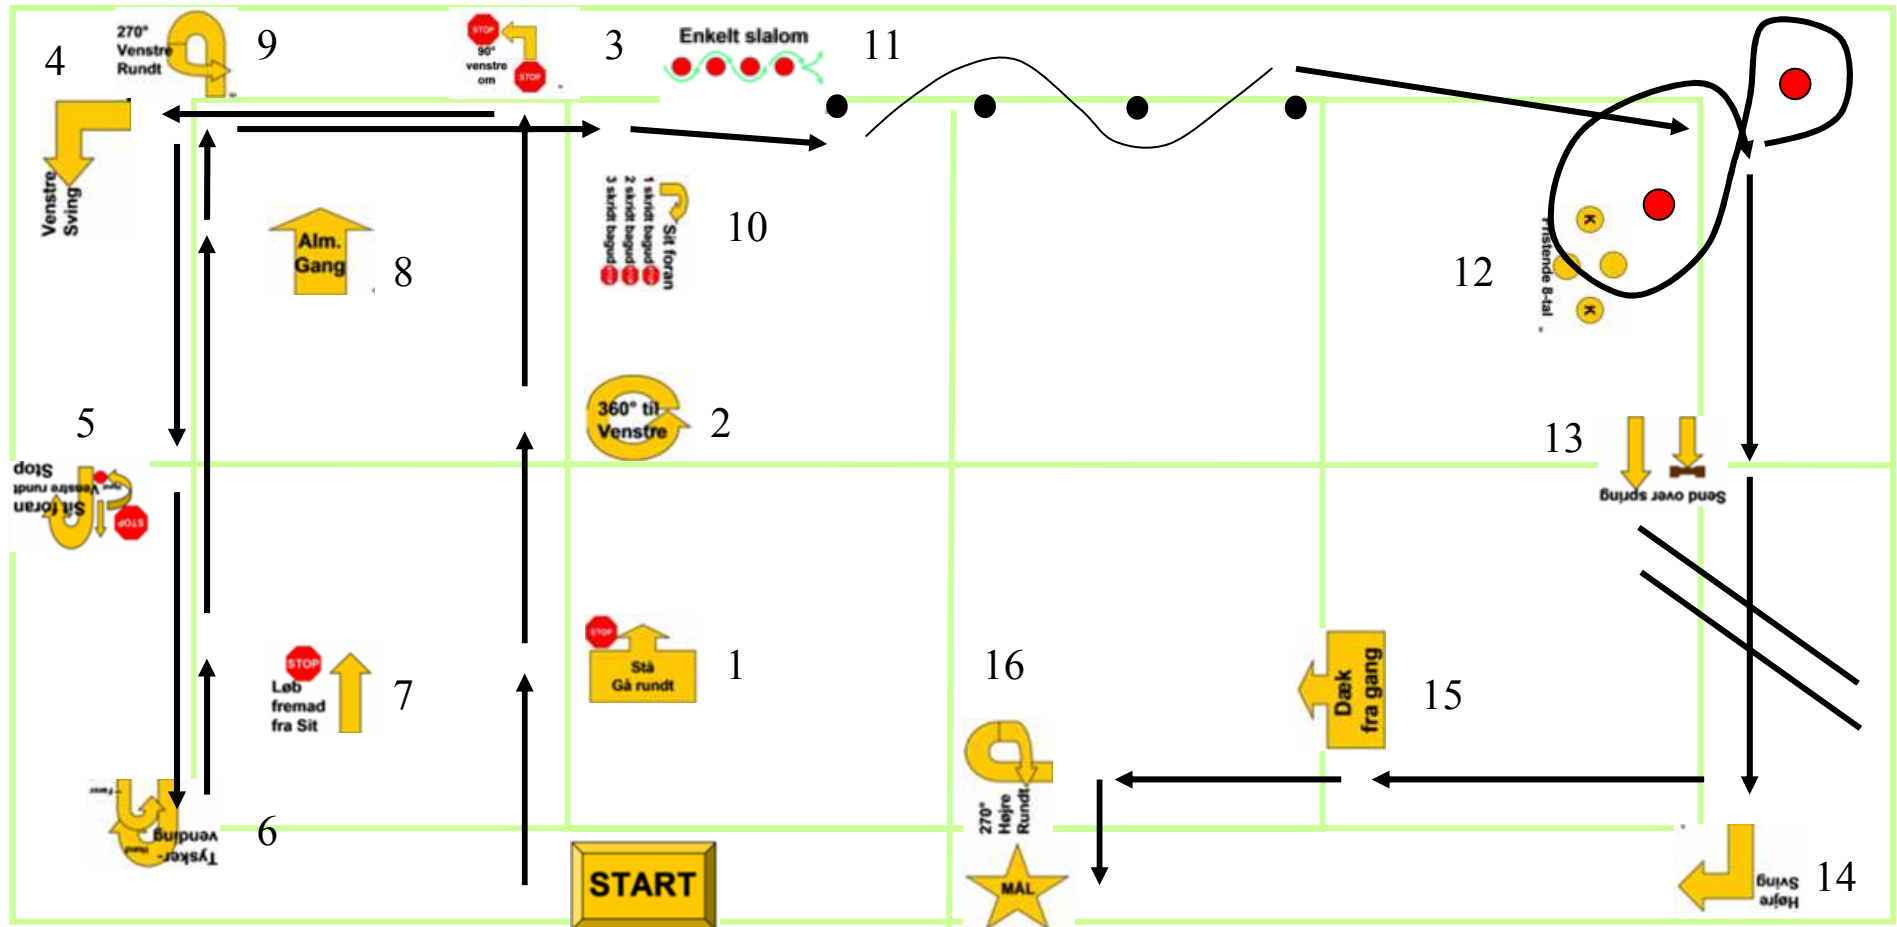 4
270°
Venstre
Rundt
9
STOP
90°
venstre
om
STOP
3
Enkelt slalom
11
Venstre
Sving
Alm.
Gang
8
3 skridt bagud
2 skridt bagud
1 skridt bagud
Sit foran
10
12
K
K
Fristende 8-tal
5
Stop
Venstre rundt
Sit foran
STOP
360° til
Venstre
2
13
Send over spring
STOP
Løb
fremad
fra Sit
7
STOP
Stå
Gå rundt
1
16
270°
Højre
Rundt
Dæk
fra gang
15
Tysker-
vending
Hund
Fører
6
START
MÅL
Højre
Sving
14